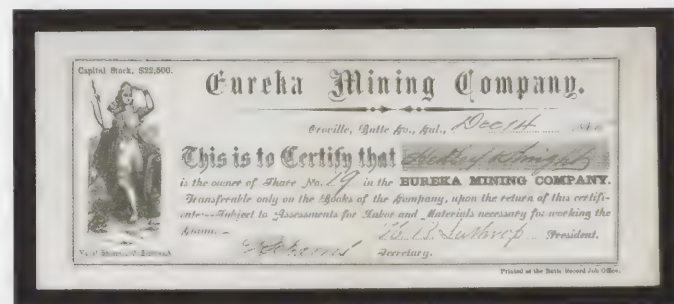 Capital Stock, $22,500.
Eureka Mining Company.
Oroville, Butte Co., Cal., Dec 14
This is to Certify that Knight
is the owner of Share No. 19 in the EUREKA MINING COMPANY.
Transferable only on the Books of the Company, upon the return of this certifi-
cate—Subject to Assessments for Labor and Materials necessary for working the
Claim.—
President.
Secretary.
Printed at the Butte Record Job Office.